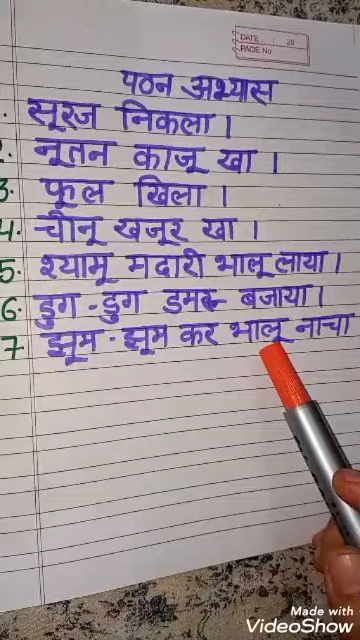 DATE : : 20
PAGE No
पठन अभ्यास
सूरज निकला ।
2. नूतन काजू खा ।
3. फूल खिला ।
4. चीनू खजूर खा ।
5. श्यामू मदारी भालू लाया ।
6. डुग - डुग डमरू बजाया ।
7 झूम - झूम कर भालू नाचा
Made with
VideoShow